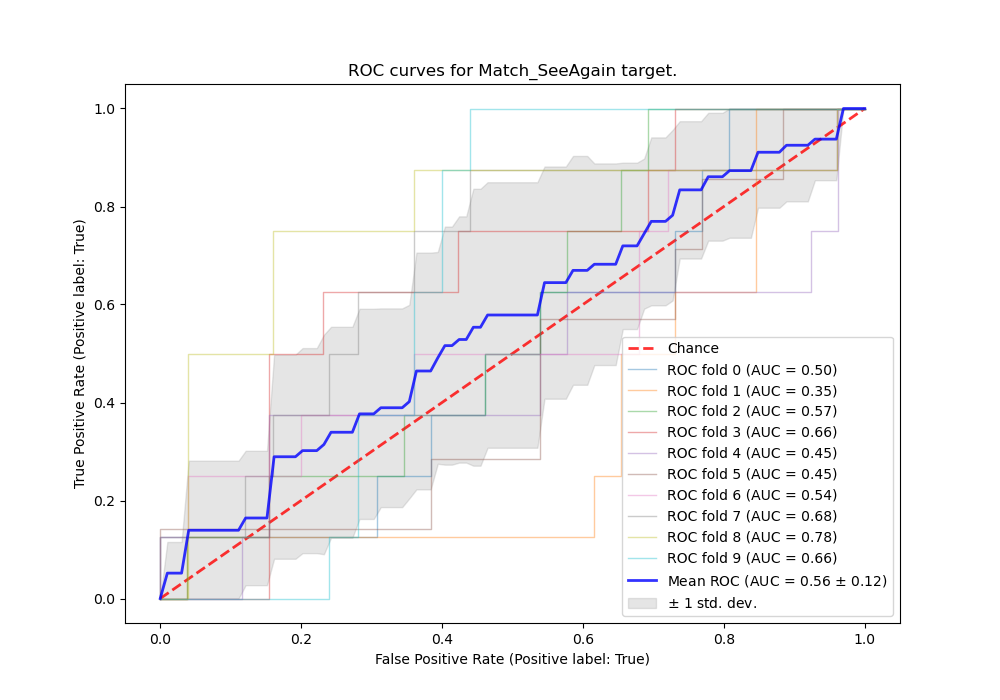 ROC curves for Match_SeeAgain target.
True Positive Rate (Positive label: True)
1.0
0.8
0.6
0.4
0.2
0.0
0.0 0.2 0.4 0.6 0.8 1.0
False Positive Rate (Positive label: True)
Chance
ROC fold 0 (AUC = 0.50)
ROC fold 1 (AUC = 0.35)
ROC fold 2 (AUC = 0.57)
ROC fold 3 (AUC = 0.66)
ROC fold 4 (AUC = 0.45)
ROC fold 5 (AUC = 0.45)
ROC fold 6 (AUC = 0.54)
ROC fold 7 (AUC = 0.68)
ROC fold 8 (AUC = 0.78)
ROC fold 9 (AUC = 0.66)
Mean ROC (AUC = 0.56 ± 0.12)
± 1 std. dev.